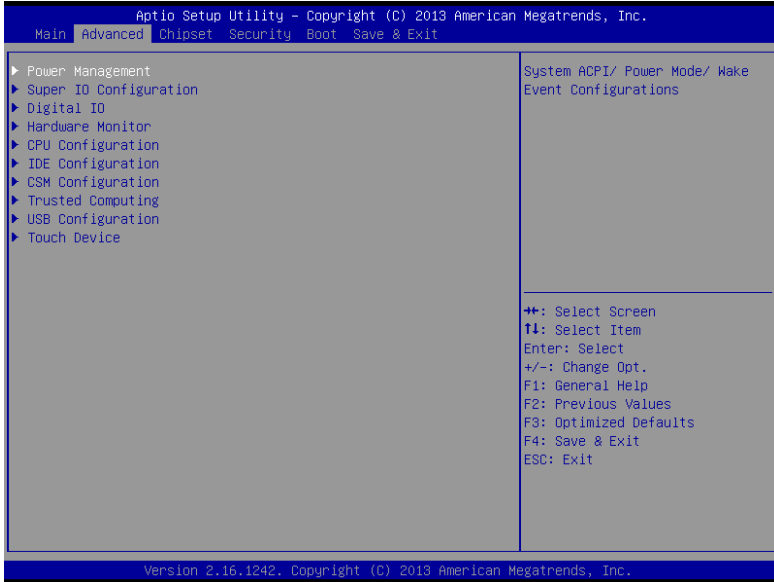 Aptio Setup Utility – Copyright (C) 2013 American Megatrends, Inc.
Main Advanced Chipset Security Boot Save & Exit
▶ Power Management
▶ Super IO Configuration
▶ Digital IO
▶ Hardware Monitor
▶ CPU Configuration
▶ IDE Configuration
▶ CSM Configuration
▶ Trusted Computing
▶ USB Configuration
▶ Touch Device
System ACPI/ Power Mode/ Wake
Event Configurations
→←: Select Screen
↑↓: Select Item
Enter: Select
+/-: Change Opt.
F1: General Help
F2: Previous Values
F3: Optimized Defaults
F4: Save & Exit
ESC: Exit
Version 2.16.1242. Copyright (C) 2013 American Megatrends, Inc.